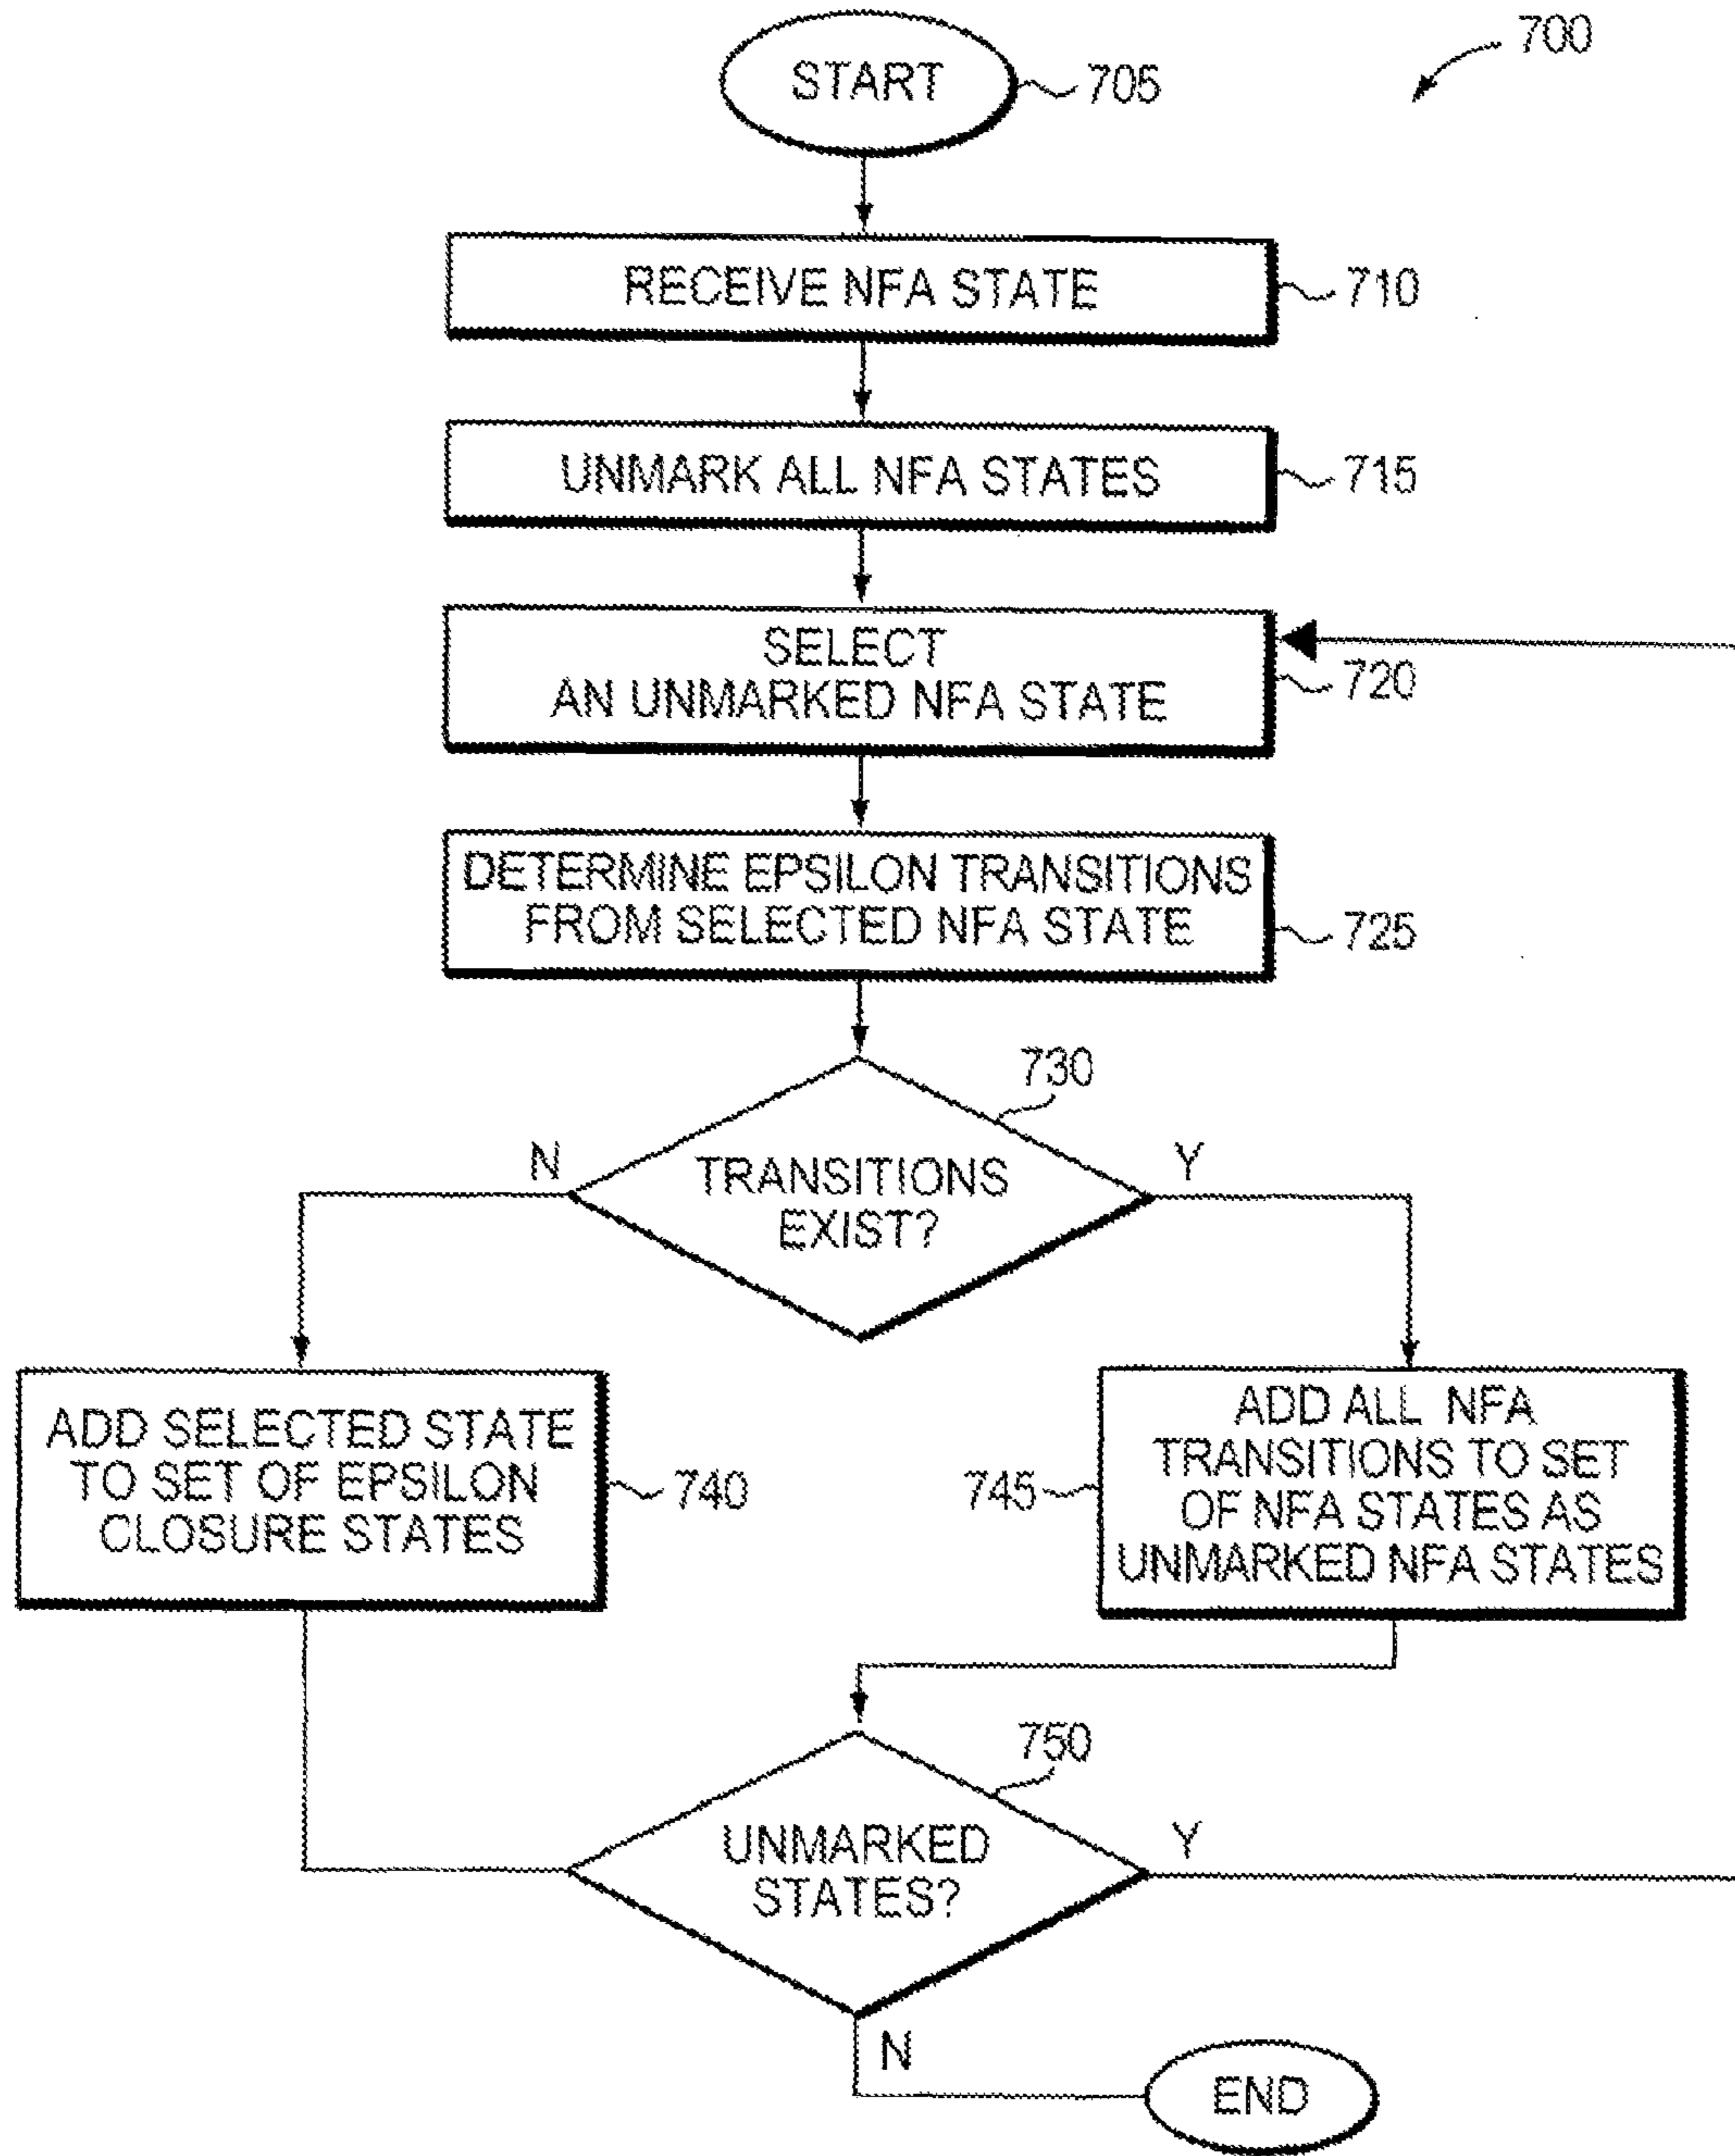 700
START
705
RECEIVE NFA STATE
710
UNMARK ALL NFA STATES
715
SELECT
AN UNMARKED NFA STATE
720
DETERMINE EPSILON TRANSITIONS
FROM SELECTED NFA STATE
725
730
N
Y
TRANSITIONS
EXIST?
ADD SELECTED STATE
TO SET OF EPSILON
CLOSURE STATES
740
745
ADD ALL NFA
TRANSITIONS TO SET
OF NFA STATES AS
UNMARKED NFA STATES
750
UNMARKED
STATES?
Y
N
END